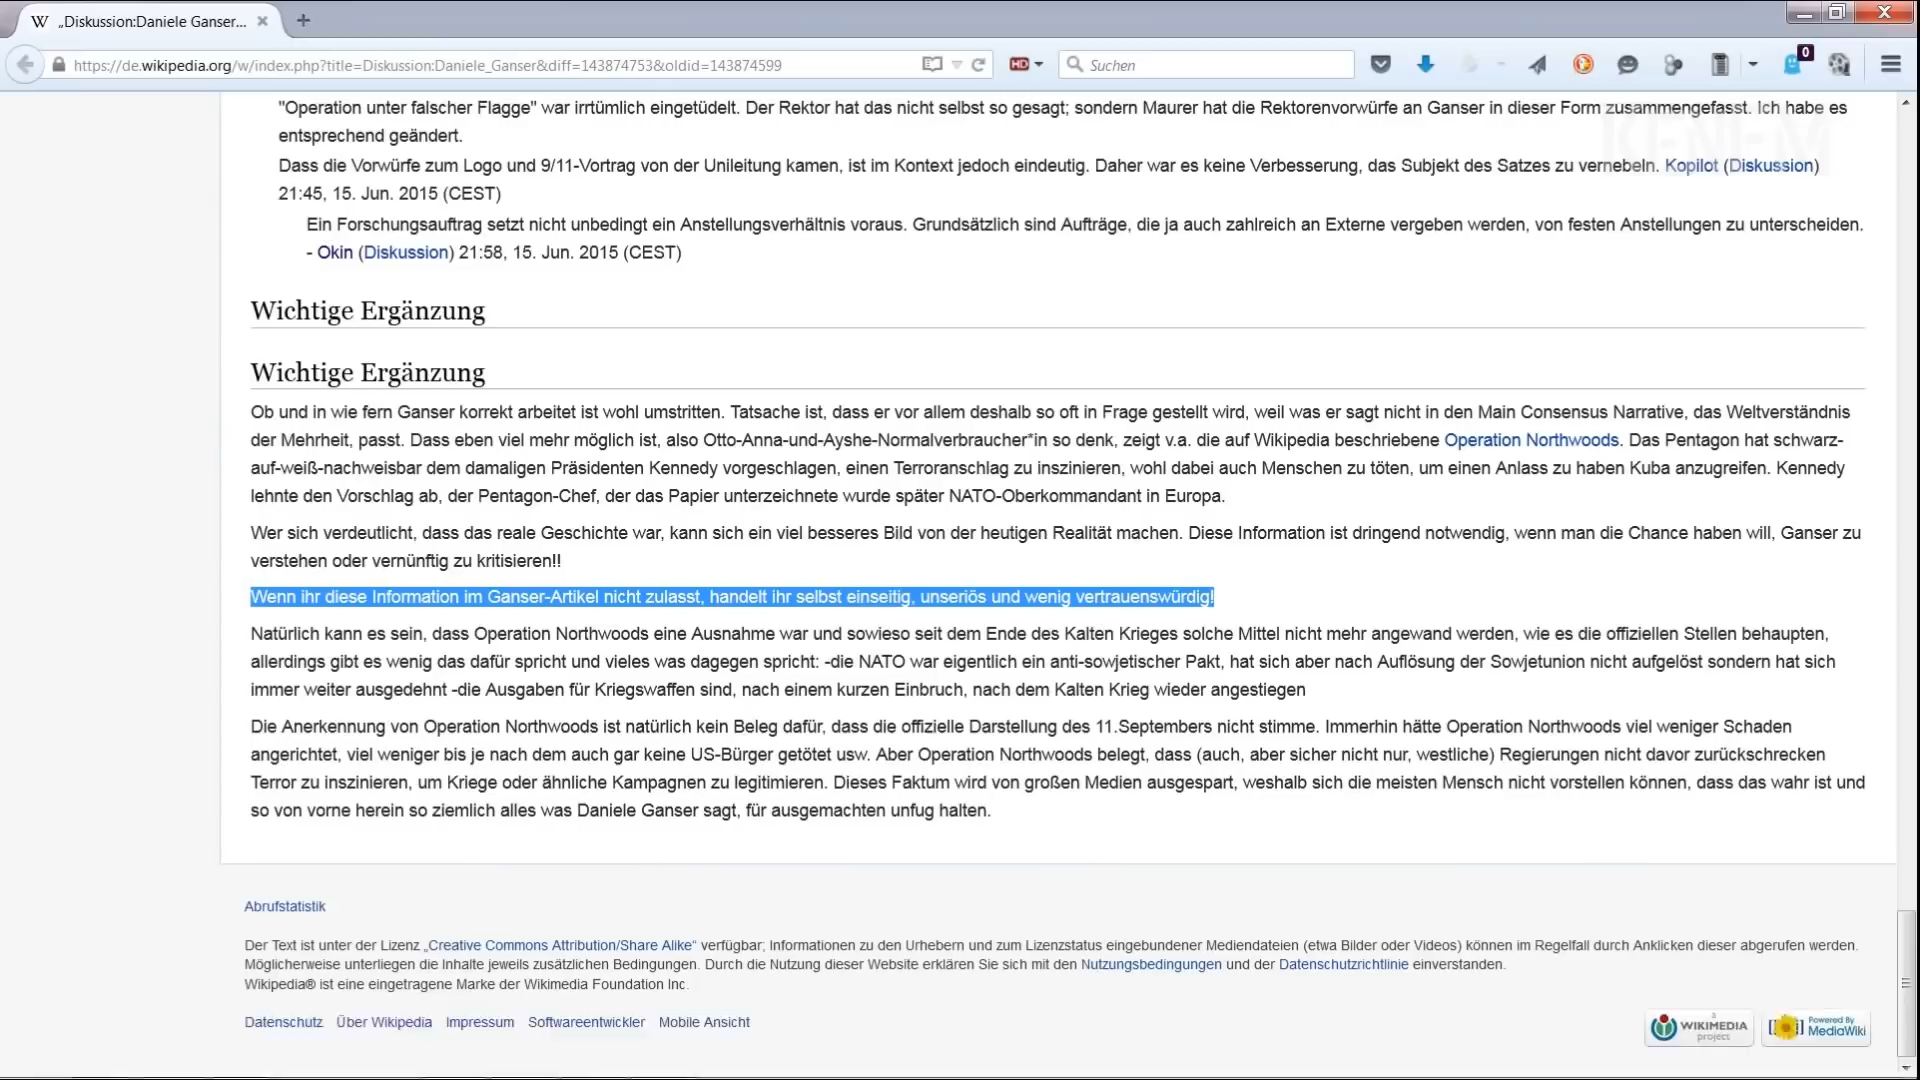 „Diskussion:Daniele Ganser...
https://de.wikipedia.org/w/index.php?title=Diskussion:Daniele_Ganser&diff=143874753&oldid=143874599
HD
Suchen
0
"Operation unter falscher Flagge" war irrtümlich eingetüdelt. Der Rektor hat das nicht selbst so gesagt; sondern Maurer hat die Rektorenvorwürfe an Ganser in dieser Form zusammengefasst. Ich habe es
entsprechend geändert.
Dass die Vorwürfe zum Logo und 9/11-Vortrag von der Unileitung kamen, ist im Kontext jedoch eindeutig. Daher war es keine Verbesserung, das Subjekt des Satzes zu vernebeln. Kopilot (Diskussion)
21:45, 15. Jun. 2015 (CEST)
Ein Forschungsauftrag setzt nicht unbedingt ein Anstellungsverhältnis voraus. Grundsätzlich sind Aufträge, die ja auch zahlreich an Externe vergeben werden, von festen Anstellungen zu unterscheiden.
- Okin (Diskussion) 21:58, 15. Jun. 2015 (CEST)
Wichtige Ergänzung
Wichtige Ergänzung
Ob und in wie fern Ganser korrekt arbeitet ist wohl umstritten. Tatsache ist, dass er vor allem deshalb so oft in Frage gestellt wird, weil was er sagt nicht in den Main Consensus Narrative, das Weltverständnis
der Mehrheit, passt. Dass eben viel mehr möglich ist, also Otto-Anna-und-Ayshe-Normalverbraucher*in so denk, zeigt v.a. die auf Wikipedia beschriebene Operation Northwoods. Das Pentagon hat schwarz-
auf-weiß-nachweisbar dem damaligen Präsidenten Kennedy vorgeschlagen, einen Terroranschlag zu inszinieren, wohl dabei auch Menschen zu töten, um einen Anlass zu haben Kuba anzugreifen. Kennedy
lehnte den Vorschlag ab, der Pentagon-Chef, der das Papier unterzeichnete wurde später NATO-Oberkommandant in Europa.
Wer sich verdeutlicht, dass das reale Geschichte war, kann sich ein viel besseres Bild von der heutigen Realität machen. Diese Information ist dringend notwendig, wenn man die Chance haben will, Ganser zu
verstehen oder vernünftig zu kritisieren!!
Wenn ihr diese Information im Ganser-Artikel nicht zulasst, handelt ihr selbst einseitig, unseriös und wenig vertrauenswürdig!
Natürlich kann es sein, dass Operation Northwoods eine Ausnahme war und sowieso seit dem Ende des Kalten Krieges solche Mittel nicht mehr angewand werden, wie es die offiziellen Stellen behaupten,
allerdings gibt es wenig das dafür spricht und vieles was dagegen spricht: -die NATO war eigentlich ein anti-sowjetischer Pakt, hat sich aber nach Auflösung der Sowjetunion nicht aufgelöst sondern hat sich
immer weiter ausgedehnt -die Ausgaben für Kriegswaffen sind, nach einem kurzen Einbruch, nach dem Kalten Krieg wieder angestiegen
Die Anerkennung von Operation Northwoods ist natürlich kein Beleg dafür, dass die offizielle Darstellung des 11.Septembers nicht stimme. Immerhin hätte Operation Northwoods viel weniger Schaden
angerichtet, viel weniger bis je nach dem auch gar keine US-Bürger getötet usw. Aber Operation Northwoods belegt, dass (auch, aber sicher nicht nur, westliche) Regierungen nicht davor zurückschrecken
Terror zu inszinieren, um Kriege oder ähnliche Kampagnen zu legitimieren. Dieses Faktum wird von großen Medien ausgespart, weshalb sich die meisten Mensch nicht vorstellen können, dass das wahr ist und
so von vorne herein so ziemlich alles was Daniele Ganser sagt, für ausgemachten unfug halten.
Abrufstatistik
Der Text ist unter der Lizenz „Creative Commons Attribution/Share Alike“ verfügbar; Informationen zu den Urhebern und zum Lizenzstatus eingebundener Mediendateien (etwa Bilder oder Videos) können im Regelfall durch Anklicken dieser abgerufen werden.
Möglicherweise unterliegen die Inhalte jeweils zusätzlichen Bedingungen. Durch die Nutzung dieser Website erklären Sie sich mit den Nutzungsbedingungen und der Datenschutzrichtlinie einverstanden.
Wikipedia® ist eine eingetragene Marke der Wikimedia Foundation Inc.
Datenschutz Über Wikipedia Impressum Softwareentwickler Mobile Ansicht
a WIKIMEDIA project
Powered By MediaWiki